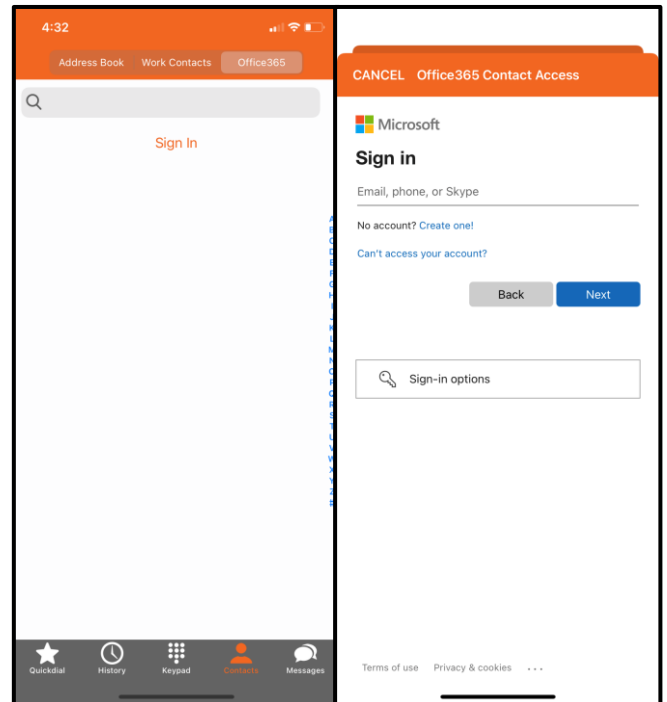 4:32
Address Book Work Contacts Office365
Sign In
A
B
C
D
E
F
G
H
I
J
K
L
M
N
O
P
Q
R
S
T
U
V
W
X
Y
Z
#
Quickdial History Keypad Contacts Messages
CANCEL Office365 Contact Access
Microsoft
Sign in
Email, phone, or Skype
No account? Create one!
Can't access your account?
Back Next
Sign-in options
Terms of use Privacy & cookies ...